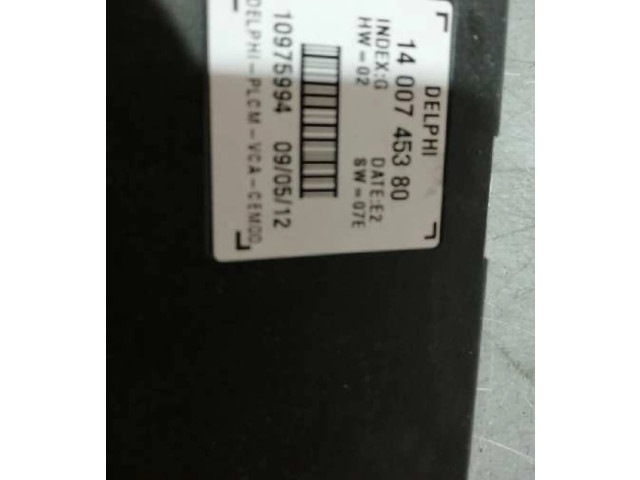 DELPHI
14 007 453 80
INDEX:G DATE:E2
HW-02 SW-07E
10975994 09/05/12
DELPHI-PLCM-VCA-CEM00